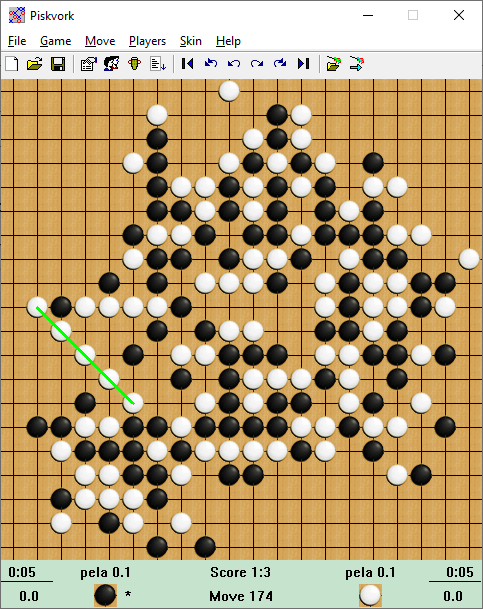 Piskvork
File Game Move Players Skin Help
0:05 pela 0.1 Score 1:3 pela 0.1 0:05
0.0 * Move 174 0.0